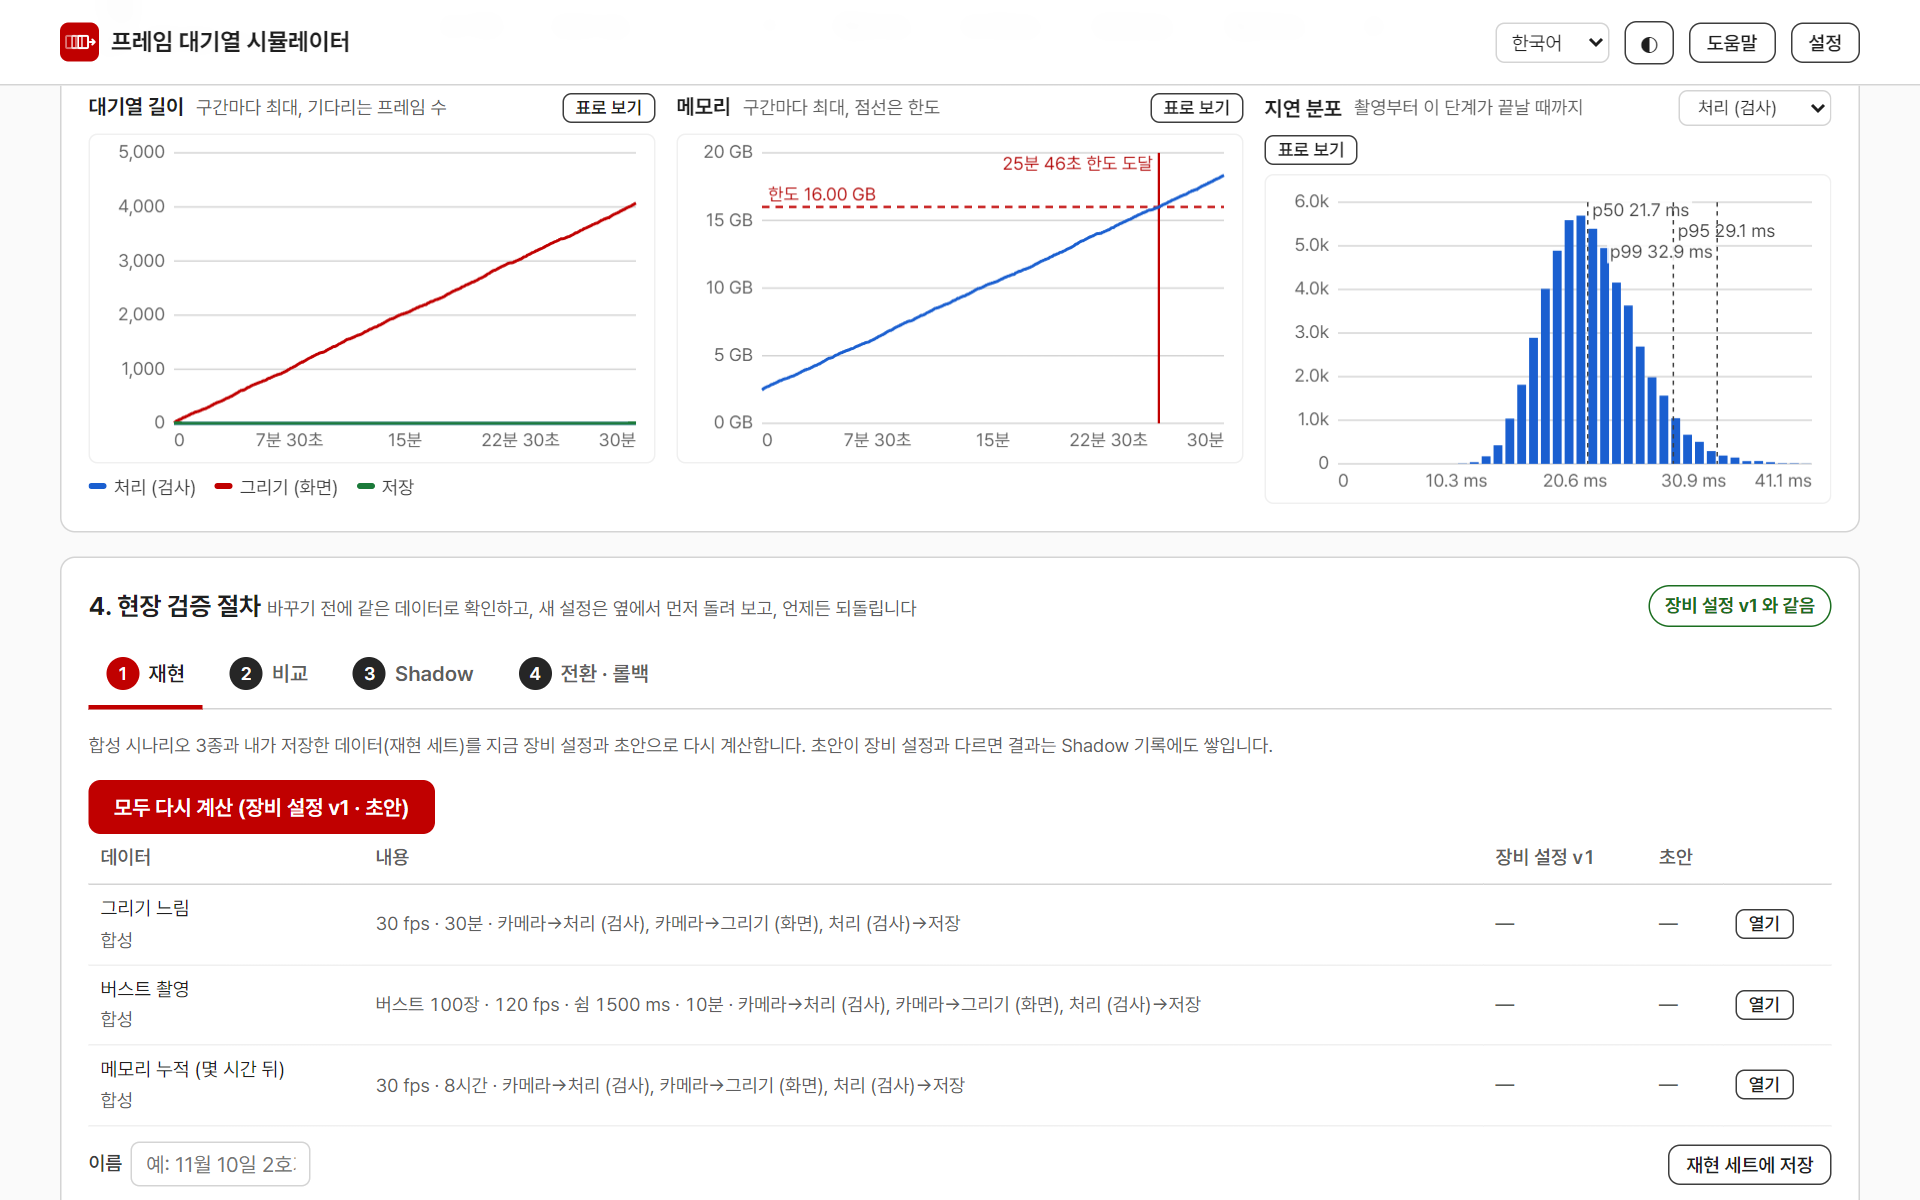 프레임 대기열 시뮬레이터
한국어
도움말
설정
대기열 길이 구간마다 최대, 기다리는 프레임 수
표로 보기
5,000
4,000
3,000
2,000
1,000
0
0 7분 30초 15분 22분 30초 30분
처리 (검사) 그리기 (화면) 저장
메모리 구간마다 최대, 점선은 한도
표로 보기
20 GB
15 GB
10 GB
5 GB
0 GB
25분 46초 한도 도달
한도 16.00 GB
0 7분 30초 15분 22분 30초 30분
지연 분포 촬영부터 이 단계가 끝날 때까지
처리 (검사)
표로 보기
6.0k
5.0k
4.0k
3.0k
2.0k
1.0k
0
p50 21.7 ms
p95 29.1 ms
p99 32.9 ms
0 10.3 ms 20.6 ms 30.9 ms 41.1 ms
4. 현장 검증 절차 바꾸기 전에 같은 데이터로 확인하고, 새 설정은 옆에서 먼저 돌려 보고, 언제든 되돌립니다
장비 설정 v1 와 같음
1 재현
2 비교
3 Shadow
4 전환 · 롤백
합성 시나리오 3종과 내가 저장한 데이터(재현 세트)를 지금 장비 설정과 초안으로 다시 계산합니다. 초안이 장비 설정과 다르면 결과는 Shadow 기록에도 쌓입니다.
모두 다시 계산 (장비 설정 v1 · 초안)
데이터 내용 장비 설정 v1 초안
그리기 느림
합성
30 fps · 30분 · 카메라→처리 (검사), 카메라→그리기 (화면), 처리 (검사)→저장
— — 열기
버스트 촬영
합성
버스트 100장 · 120 fps · 쉼 1500 ms · 10분 · 카메라→처리 (검사), 카메라→그리기 (화면), 처리 (검사)→저장
— — 열기
메모리 누적 (몇 시간 뒤)
합성
30 fps · 8시간 · 카메라→처리 (검사), 카메라→그리기 (화면), 처리 (검사)→저장
— — 열기
이름 예: 11월 10일 2호
재현 세트에 저장